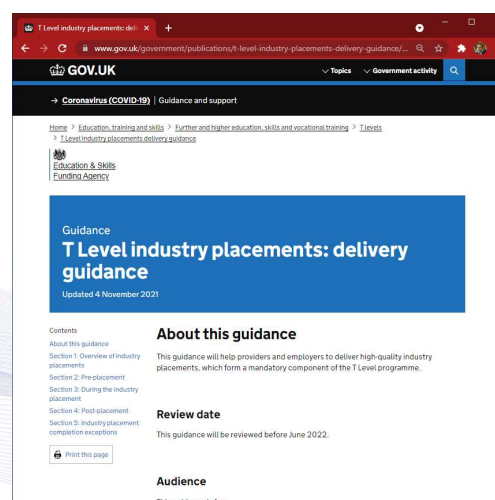 T Level industry placements: deli
www.gov.uk/government/publications/t-level-industry-placements-delivery-guidance/...
GOV.UK
Topics
Government activity
→ Coronavirus (COVID-19) | Guidance and support
Home > Education, training and skills > Further and higher education, skills and vocational training > T levels
> T Level industry placements delivery guidance
Education & Skills
Funding Agency
Guidance
T Level industry placements: delivery
guidance
Updated 4 November 2021
Contents
About this guidance
Section 1: Overview of industry
placements
Section 2: Pre-placement
Section 3: During the industry
placement
Section 4: Post-placement
Section 5: Industry placement
completion exceptions
Print this page
About this guidance
This guidance will help providers and employers to deliver high-quality industry
placements, which form a mandatory component of the T Level programme.
Review date
This guidance will be reviewed before June 2022.
Audience